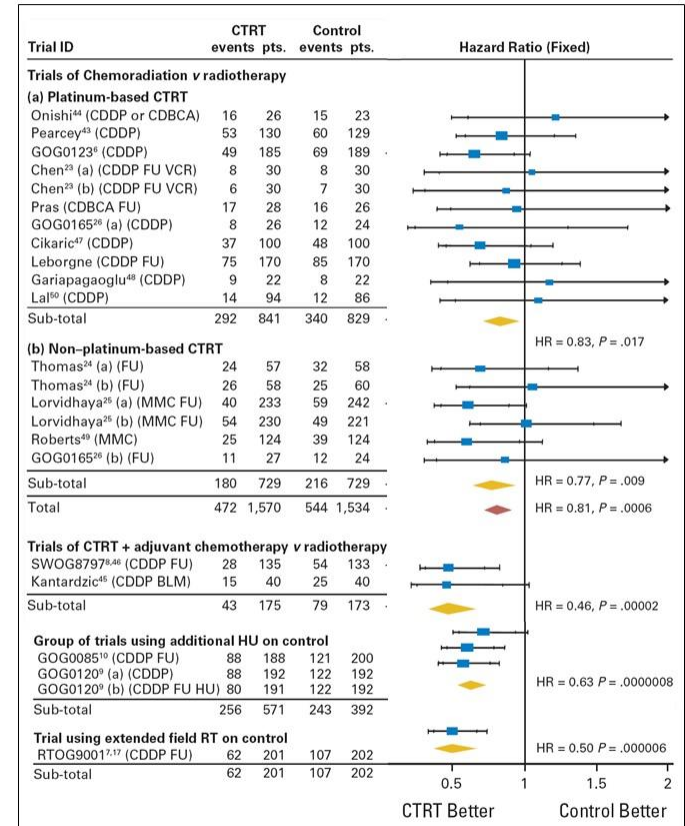 CTRT Control
Trial ID events pts. events pts. Hazard Ratio (Fixed)
Trials of Chemoradiation v radiotherapy
(a) Platinum-based CTRT
Onishi⁴⁴ (CDDP or CDBCA) 16 26 15 23
Pearcey⁴³ (CDDP) 53 130 60 129
GOG0123⁶ (CDDP) 49 185 69 189
Chen²³ (a) (CDDP FU VCR) 8 30 8 30
Chen²³ (b) (CDDP FU VCR) 6 30 7 30
Pras (CDBCA FU) 17 28 16 26
GOG0165²⁶ (a) (CDDP) 8 26 12 24
Cikaric⁴⁷ (CDDP) 37 100 48 100
Leborgne (CDDP FU) 75 170 85 170
Gariapagaoglu⁴⁸ (CDDP) 9 22 8 22
Lal⁵⁰ (CDDP) 14 94 12 86
Sub-total 292 841 340 829
HR = 0.83, P = .017
(b) Non–platinum-based CTRT
Thomas²⁴ (a) (FU) 24 57 32 58
Thomas²⁴ (b) (FU) 26 58 25 60
Lorvidhaya²⁵ (a) (MMC FU) 40 233 59 242
Lorvidhaya²⁵ (b) (MMC FU) 54 230 49 221
Roberts⁴⁹ (MMC) 25 124 39 124
GOG0165²⁶ (b) (FU) 11 27 12 24
Sub-total 180 729 216 729 HR = 0.77, P = .009
Total 472 1,570 544 1,534 HR = 0.81, P = .0006
Trials of CTRT + adjuvant chemotherapy v radiotherapy
SWOG8797⁸,⁴⁶ (CDDP FU) 28 135 54 133
Kantardzic⁴⁵ (CDDP BLM) 15 40 25 40
Sub-total 43 175 79 173 HR = 0.46, P = .00002
Group of trials using additional HU on control
GOG0085¹⁰ (CDDP FU) 88 188 121 200
GOG0120⁹ (a) (CDDP) 88 192 122 192
GOG0120⁹ (b) (CDDP FU HU) 80 191 122 192 HR = 0.63 P = .0000008
Sub-total 256 571 243 392
Trial using extended field RT on control
RTOG9001⁷,¹⁷ (CDDP FU) 62 201 107 202 HR = 0.50 P = .000006
Sub-total 62 201 107 202
0.5 1 1.5 2
CTRT Better Control Better